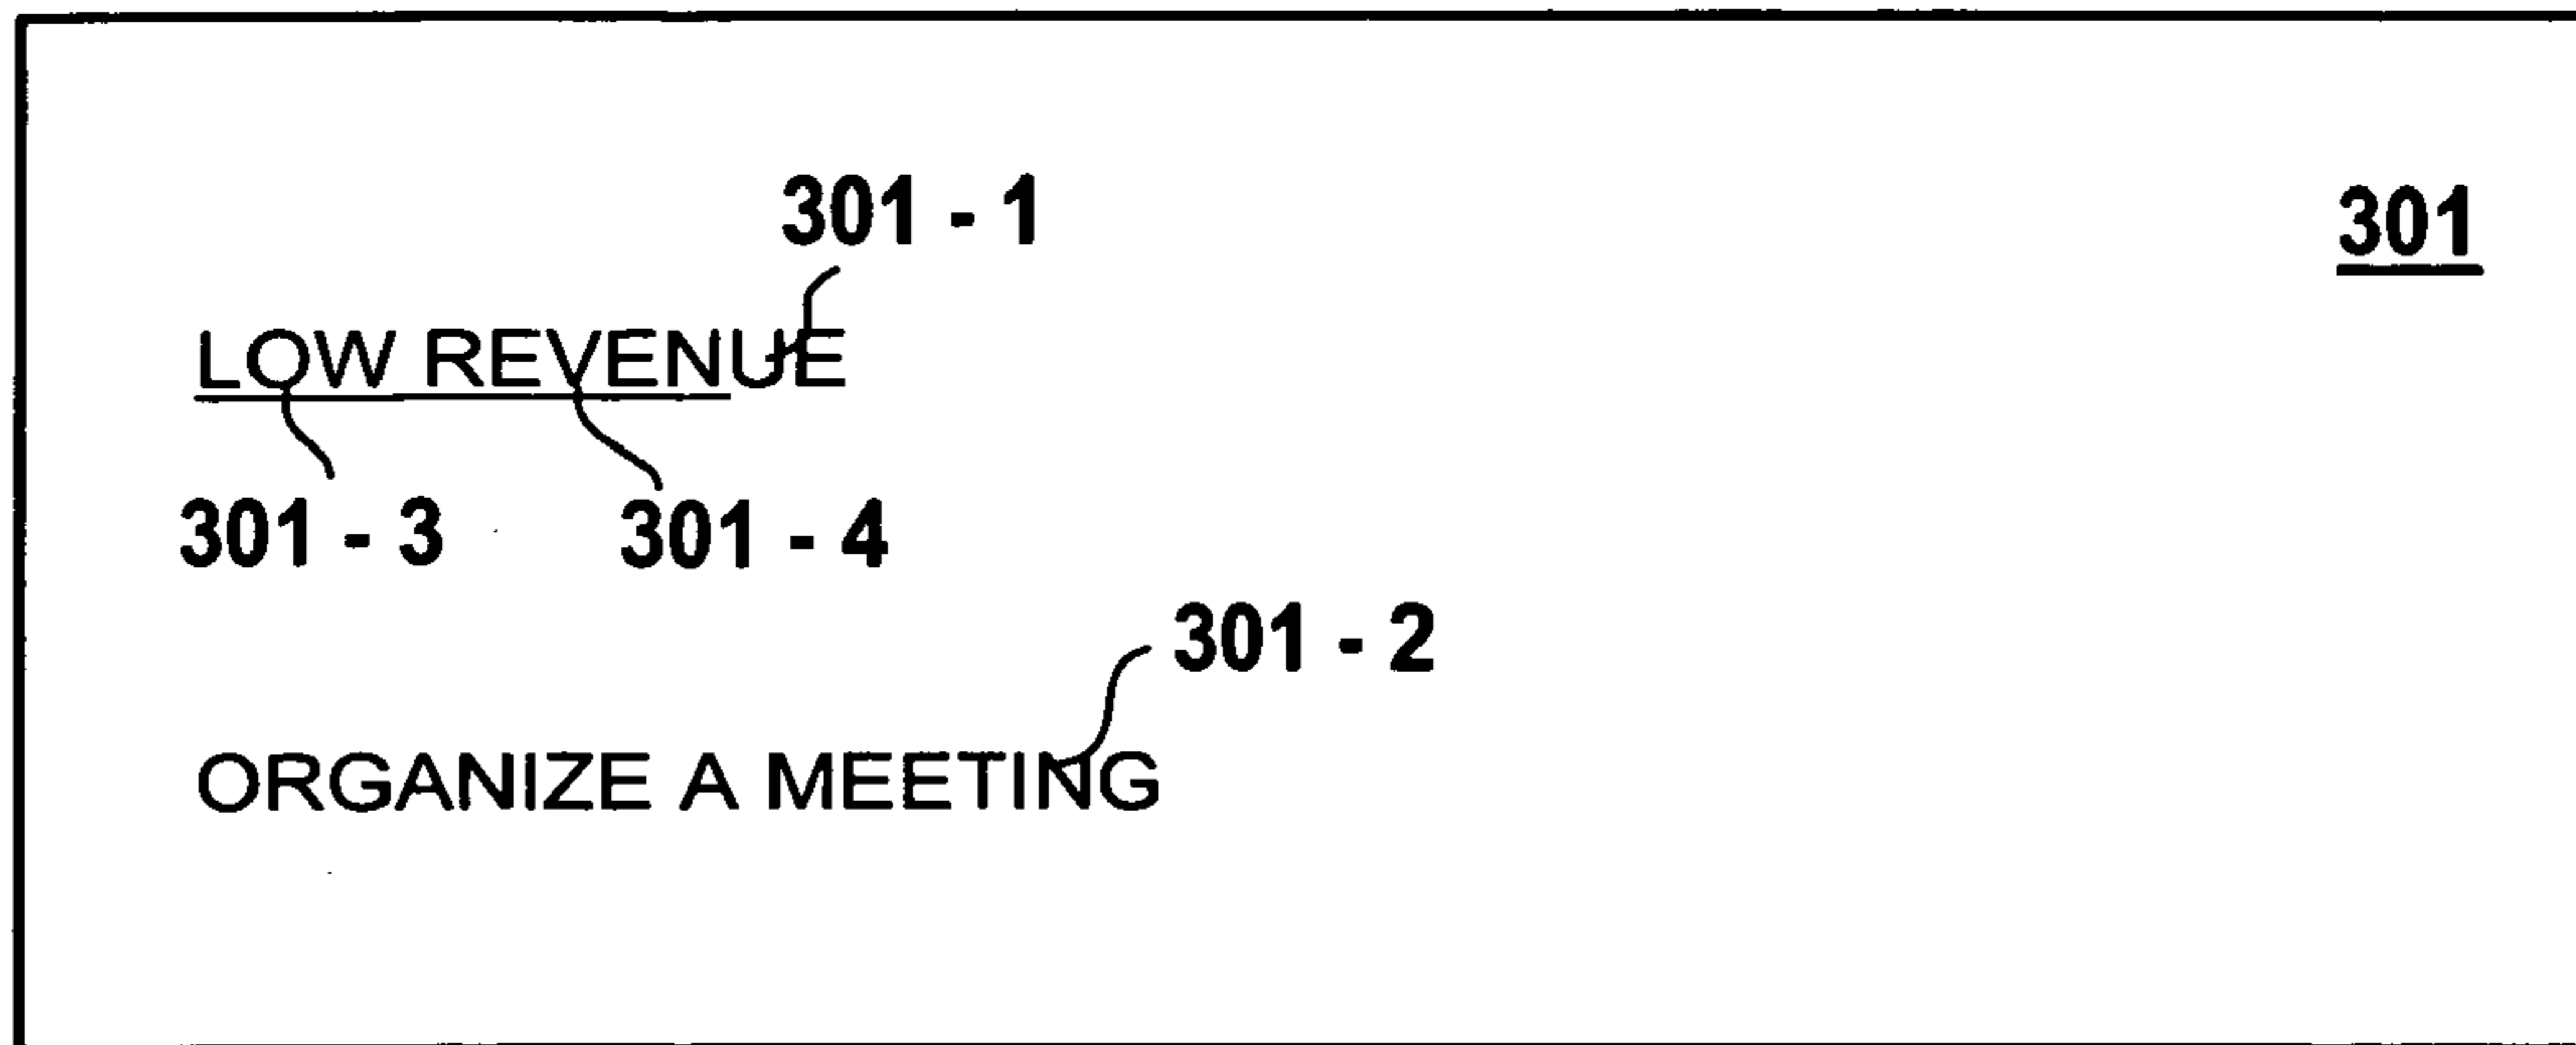 301 - 1
301
LOW REVENUE
301 - 3 301 - 4
301 - 2
ORGANIZE A MEETING